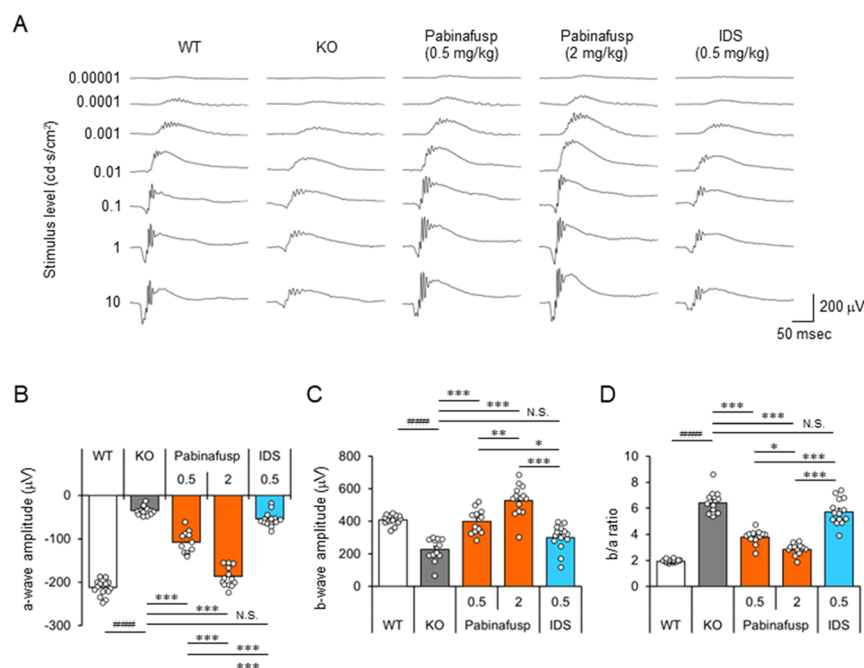 A
WT
KO
Pabinafusp
(0.5 mg/kg)
Pabinafusp
(2 mg/kg)
IDS
(0.5 mg/kg)
Stimulus level (cd·s/cm²)
0.00001
0.0001
0.001
0.01
0.1
1
10
200 μV
50 msec
B
a-wave amplitude (μV)
WT KO Pabinafusp IDS
0.5 2 0.5
0
-100
-200
-300
***
*** N.S.
###
***
***
***
C
b-wave amplitude (μV)
***
*** N.S.
###
** *
***
800
600
400
200
0
0.5 2 0.5
WT KO Pabinafusp IDS
D
b/a ratio
***
*** N.S.
###
* ***
***
10
8
6
4
2
0
0.5 2 0.5
WT KO Pabinafusp IDS